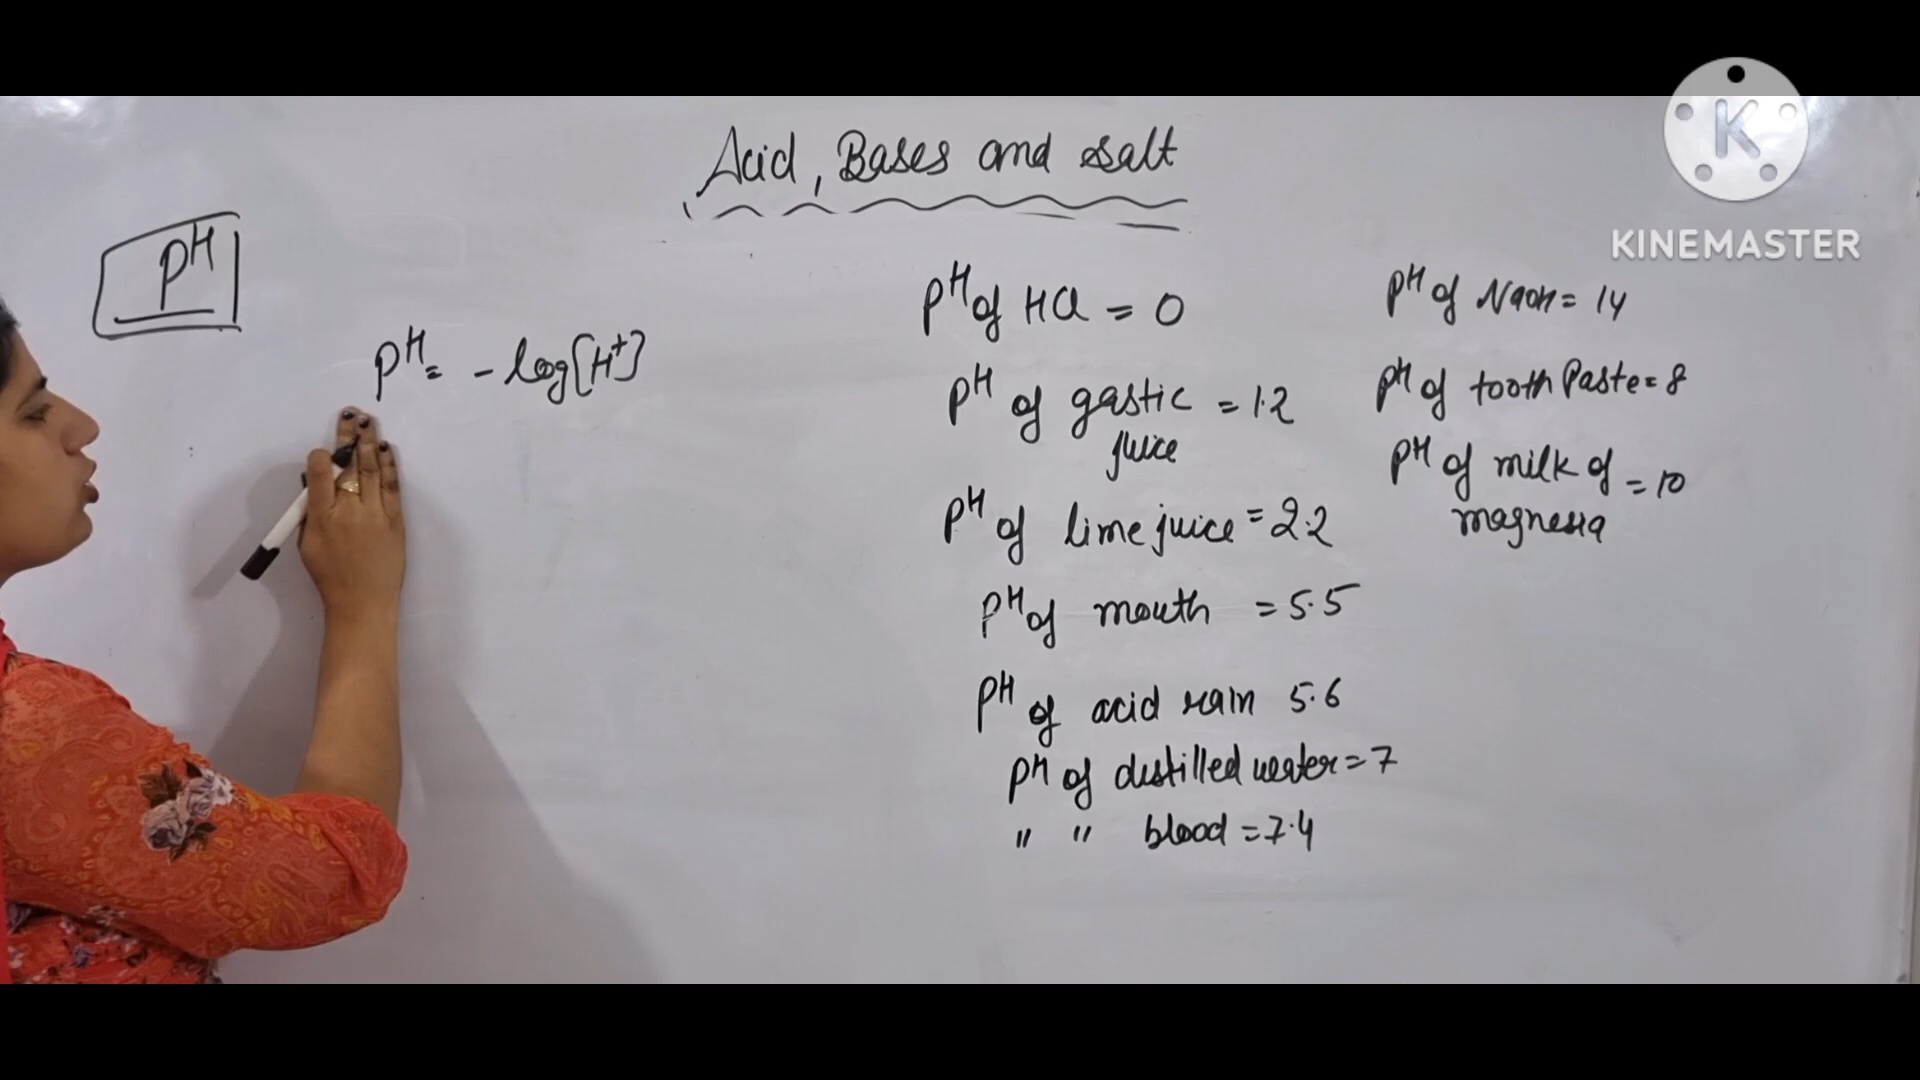 Acid, Bases and salt
K
KINEMASTER
PH
PH = - log[H+]
PH of HCl = 0
PH of gastic = 1.2
juice
PH of lime juice = 2.2
PH of mouth = 5.5
PH of acid rain 5.6
PH of distilled water = 7
" " blood = 7.4
PH of NaOH = 14
PH of tooth Paste = 8
PH of milk of = 10
magnesia